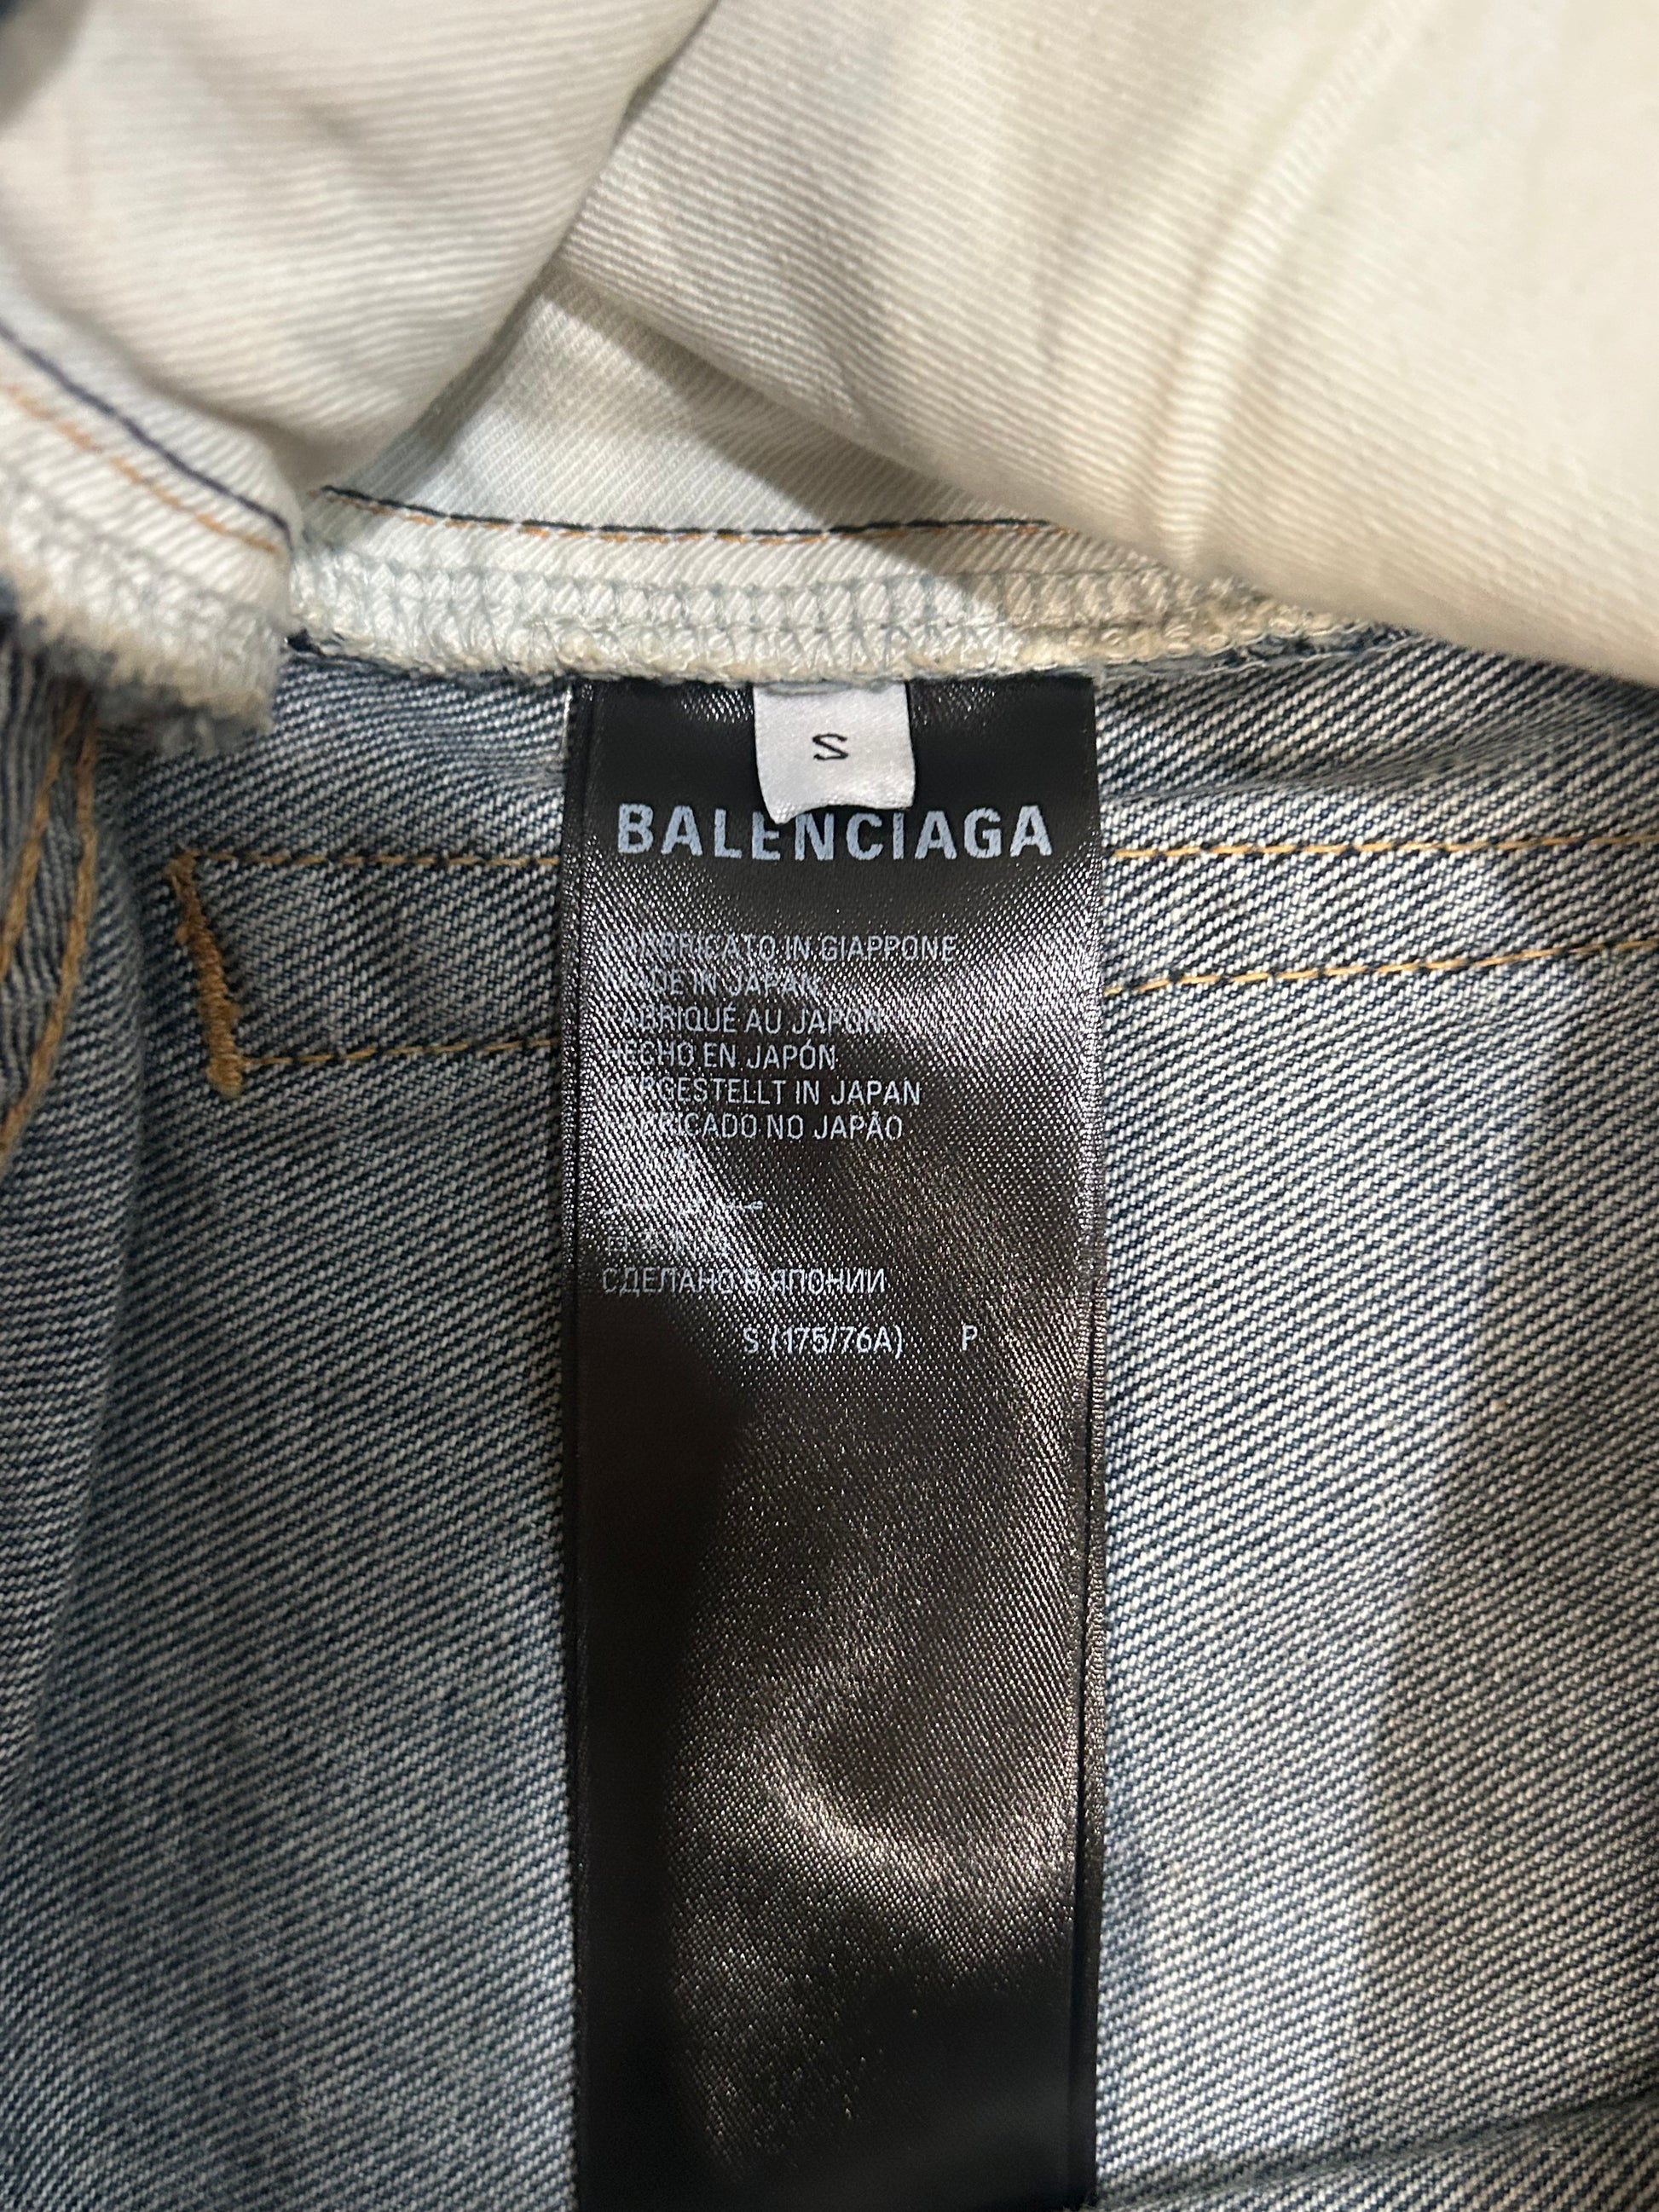 S
BALENCIAGA
FABBRICATO IN GIAPPONE
MADE IN JAPAN
FABRIQUÉ AU JAPON
HECHO EN JAPÓN
HERGESTELLT IN JAPAN
FABRICADO NO JAPÃO
СДЕЛАНО В ЯПОНИИ
S (175/76A) P